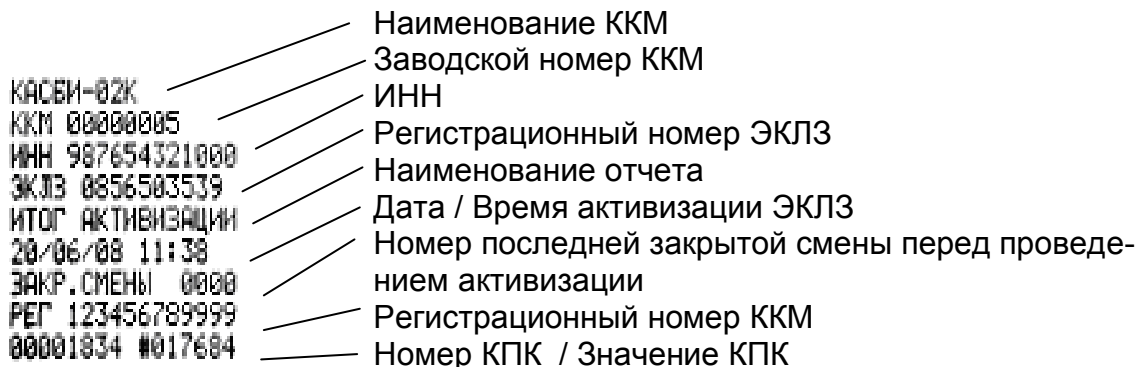 КАСБИ-02К
ККМ 00000005
ИНН 987654321000
ЭКЛЗ 0856503539
ИТОГ АКТИВИЗАЦИИ
20/06/08 11:38
ЗАКР.СМЕНЫ 0000
РЕГ 123456789999
00001834 #017684
Наименование ККМ
Заводской номер ККМ
ИНН
Регистрационный номер ЭКЛЗ
Наименование отчета
Дата / Время активизации ЭКЛЗ
Номер последней закрытой смены перед проведе-
нием активизации
Регистрационный номер ККМ
Номер КПК / Значение КПК